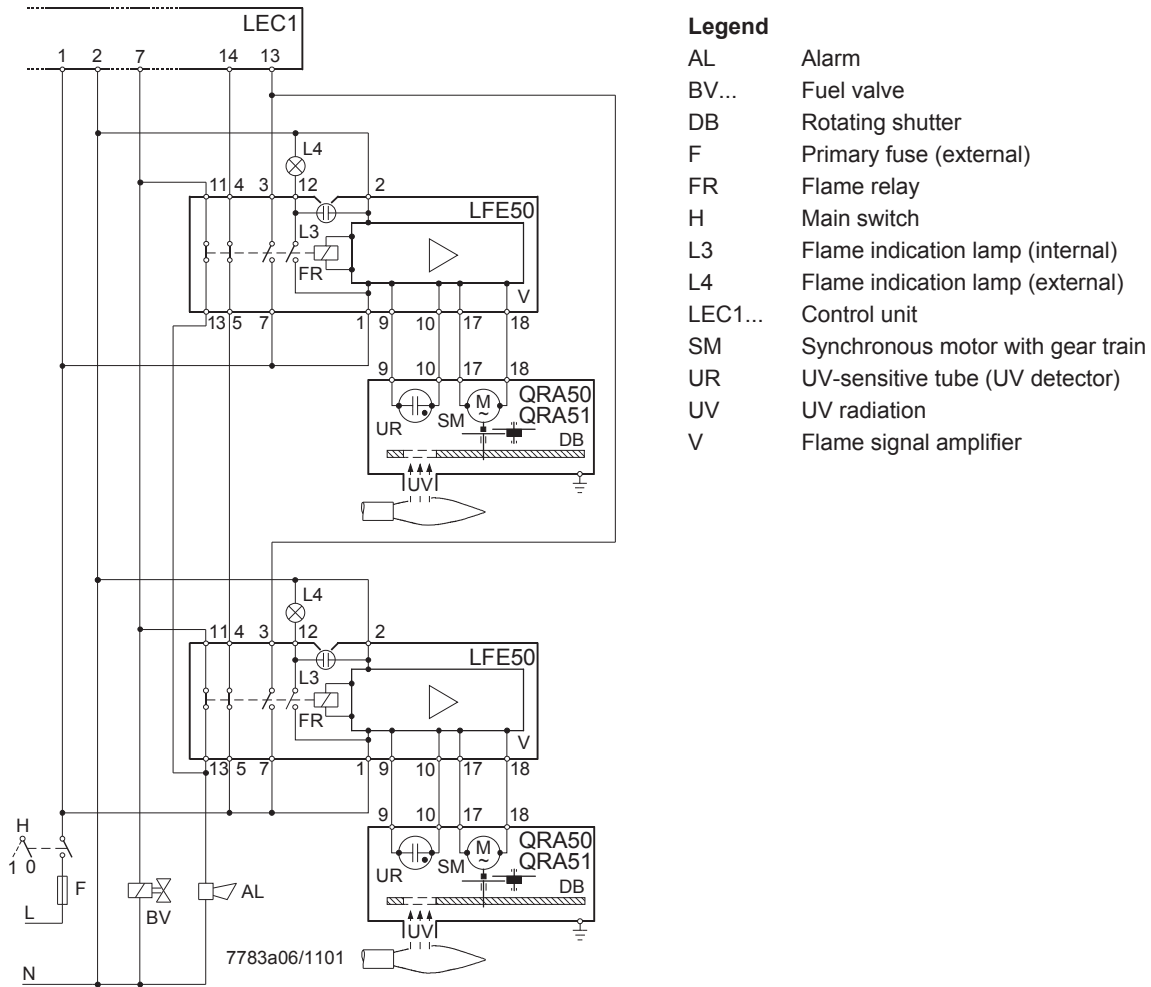 LEC1
1 2 7 14 13
L4
11 4 3 12 2
LFE50
L3
FR
V
13 5 7 1 9 10 17 18
9 10 17 18
QRA50
QRA51
UR SM M ~
DB
UV
L4
11 4 3 12 2
LFE50
L3
FR
V
13 5 7 1 9 10 17 18
9 10 17 18
QRA50
QRA51
UR SM M ~
DB
UV
H
1 0
F
L
BV
AL
N
7783a06/1101
Legend
AL Alarm
BV... Fuel valve
DB Rotating shutter
F Primary fuse (external)
FR Flame relay
H Main switch
L3 Flame indication lamp (internal)
L4 Flame indication lamp (external)
LEC1... Control unit
SM Synchronous motor with gear train
UR UV-sensitive tube (UV detector)
UV UV radiation
V Flame signal amplifier